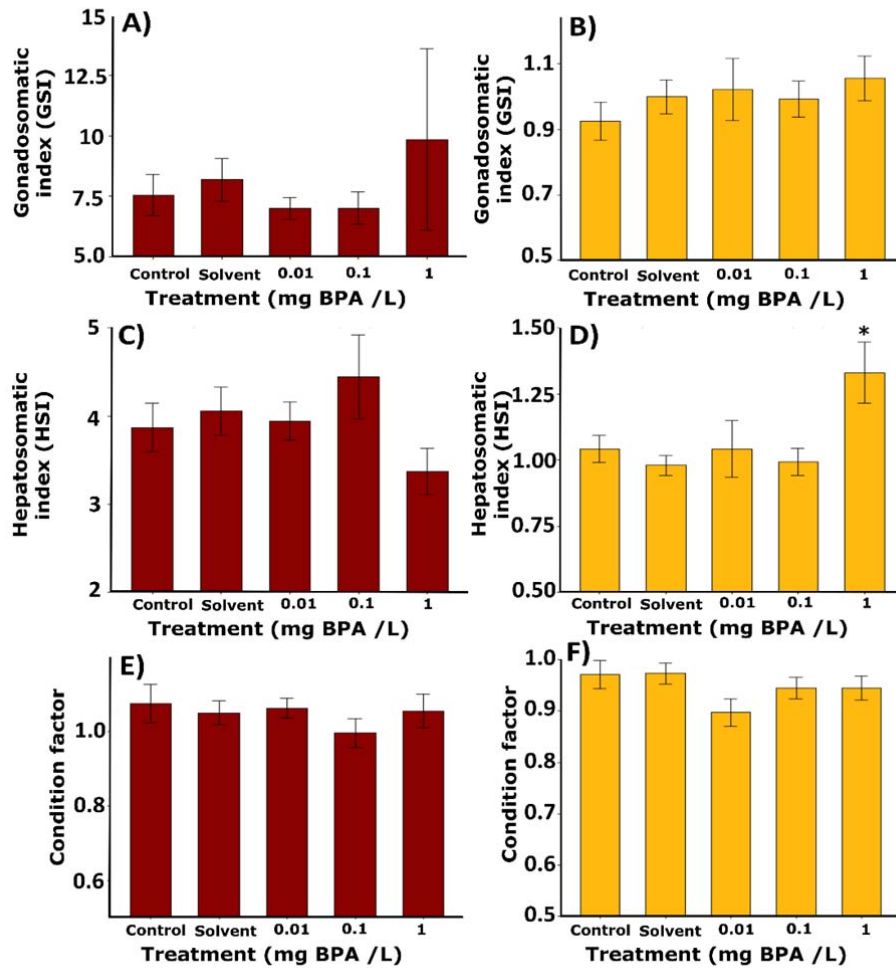 A)
Gonadosomatic
index (GSI)
15
12.5
10
7.5
5.0
Control Solvent 0.01 0.1 1
Treatment (mg BPA /L)
B)
Gonadosomatic
index (GSI)
1.1
0.9
0.7
0.5
Control Solvent 0.01 0.1 1
Treatment (mg BPA /L)
C)
Hepatosomatic
index (HSI)
5
4
3
2
Control Solvent 0.01 0.1 1
Treatment (mg BPA /L)
D)
*
Hepatosomatic
index (HSI)
1.50
1.25
1.00
0.75
0.50
Control Solvent 0.01 0.1 1
Treatment (mg BPA /L)
E)
Condition factor
1.0
0.8
0.6
Control Solvent 0.01 0.1 1
Treatment (mg BPA /L)
F)
Condition factor
1.0
0.9
0.8
0.7
0.6
0.5
Control Solvent 0.01 0.1 1
Treatment (mg BPA /L)